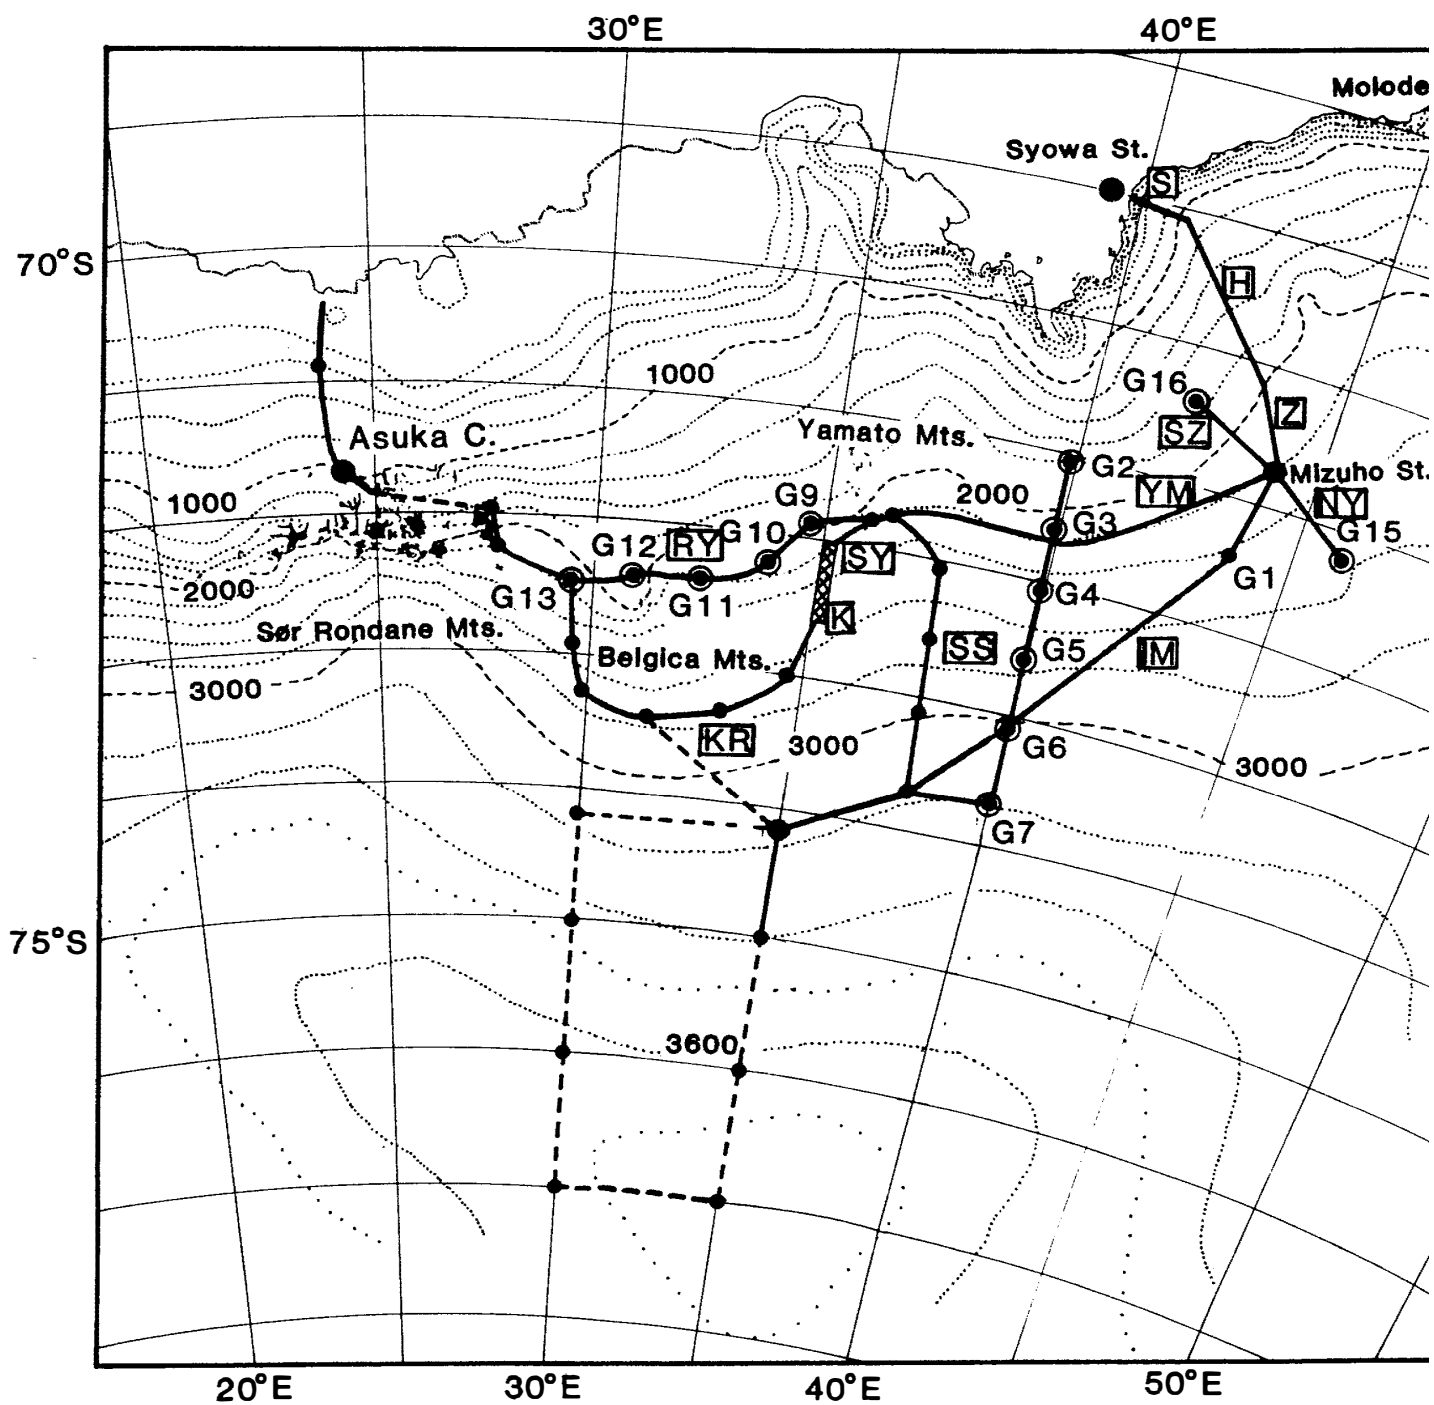 30°E 40°E
Molode
Syowa St.
S
70°S
H
1000
G16
Z
Asuka C.
Yamato Mts.
SZ
G2
Mizuho St.
1000
G9
2000
YM
NY
G12
RY
G10
G3
G15
2000
G13
G11
SY
G4
G1
Sør Rondane Mts.
K
Belgica Mts.
SS
G5
IM
3000
KR
3000
G6
3000
G7
75°S
3600
20°E 30°E 40°E 50°E